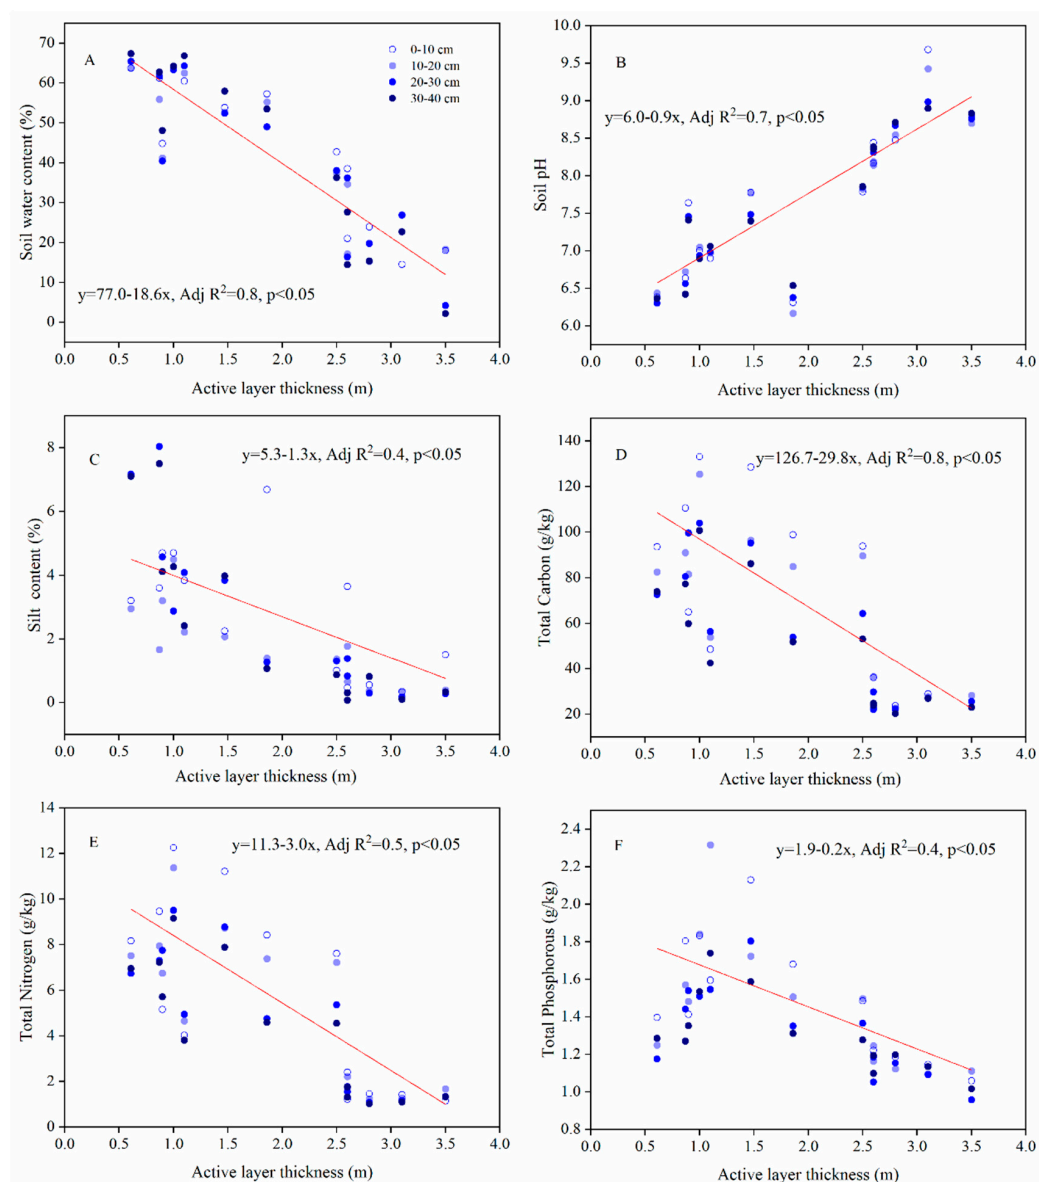 A
0-10 cm
10-20 cm
20-30 cm
30-40 cm
y=77.0-18.6x, Adj R²=0.8, p<0.05
Soil water content (%)
70
60
50
40
30
20
10
0
0.0 0.5 1.0 1.5 2.0 2.5 3.0 3.5 4.0
Active layer thickness (m)
B
y=6.0-0.9x, Adj R²=0.7, p<0.05
Soil pH
10.0
9.5
9.0
8.5
8.0
7.5
7.0
6.5
6.0
0.0 0.5 1.0 1.5 2.0 2.5 3.0 3.5 4.0
Active layer thickness (m)
C
y=5.3-1.3x, Adj R²=0.4, p<0.05
Silt content (%)
8
6
4
2
0
0.0 0.5 1.0 1.5 2.0 2.5 3.0 3.5 4.0
Active layer thickness (m)
D
y=126.7-29.8x, Adj R²=0.8, p<0.05
Total Carbon (g/kg)
140
120
100
80
60
40
20
0.0 0.5 1.0 1.5 2.0 2.5 3.0 3.5 4.0
Active layer thickness (m)
E
y=11.3-3.0x, Adj R²=0.5, p<0.05
Total Nitrogen (g/kg)
14
12
10
8
6
4
2
0
0.0 0.5 1.0 1.5 2.0 2.5 3.0 3.5 4.0
Active layer thickness (m)
F
y=1.9-0.2x, Adj R²=0.4, p<0.05
Total Phosphorous (g/kg)
2.4
2.2
2.0
1.8
1.6
1.4
1.2
1.0
0.8
0.0 0.5 1.0 1.5 2.0 2.5 3.0 3.5 4.0
Active layer thickness (m)